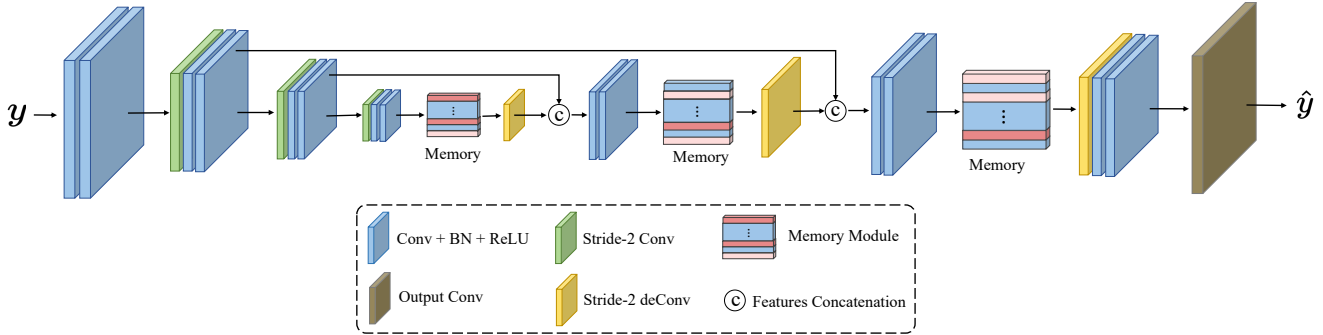 y
C
C
ŷ
Memory
Memory
Memory
Conv + BN + ReLU
Stride-2 Conv
Memory Module
Output Conv
Stride-2 deConv
C Features Concatenation